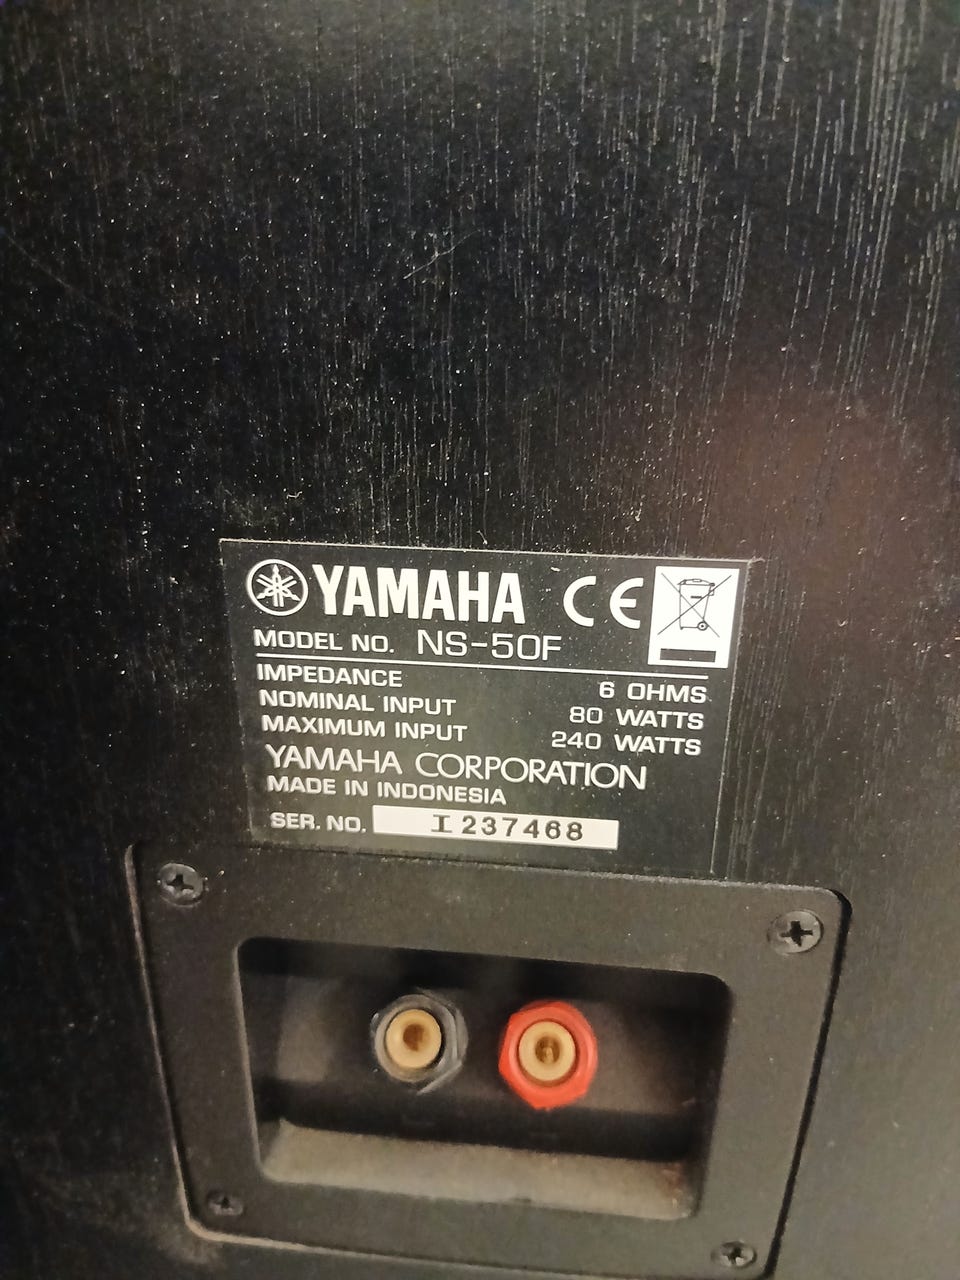 YAMAHA CE
MODEL NO. NS-50F
IMPEDANCE 6 OHMS
NOMINAL INPUT 80 WATTS
MAXIMUM INPUT 240 WATTS
YAMAHA CORPORATION
MADE IN INDONESIA
SER. NO. I237468